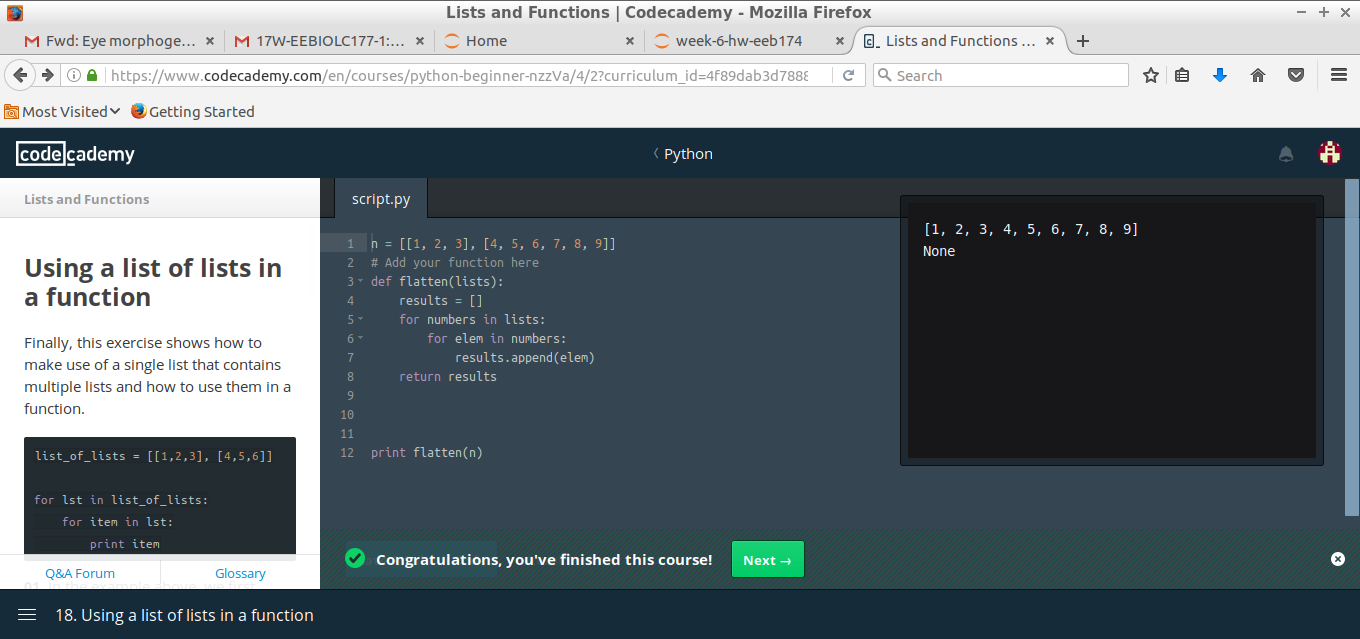 Lists and Functions | Codecademy - Mozilla Firefox
Fwd: Eye morphoge... × 17W-EEBIOLC177-1:... × Home × week-6-hw-eeb174 × Lists and Functions ... ×
https://www.codecademy.com/en/courses/python-beginner-nzzVa/4/2?curriculum_id=4f89dab3d7888 Search
Most Visited Getting Started
codecademy
Python
Lists and Functions
Using a list of lists in
a function
Finally, this exercise shows how to
make use of a single list that contains
multiple lists and how to use them in a
function.
list_of_lists = [[1,2,3], [4,5,6]]
for lst in list_of_lists:
    for item in lst:
        print item
01. In the example above, we first
Q&A Forum Glossary
script.py
1 n = [[1, 2, 3], [4, 5, 6, 7, 8, 9]]
2 # Add your function here
3 def flatten(lists):
4     results = []
5     for numbers in lists:
6         for elem in numbers:
7             results.append(elem)
8     return results
9
10
11
12 print flatten(n)
[1, 2, 3, 4, 5, 6, 7, 8, 9]
None
Congratulations, you've finished this course! Next →
18. Using a list of lists in a function